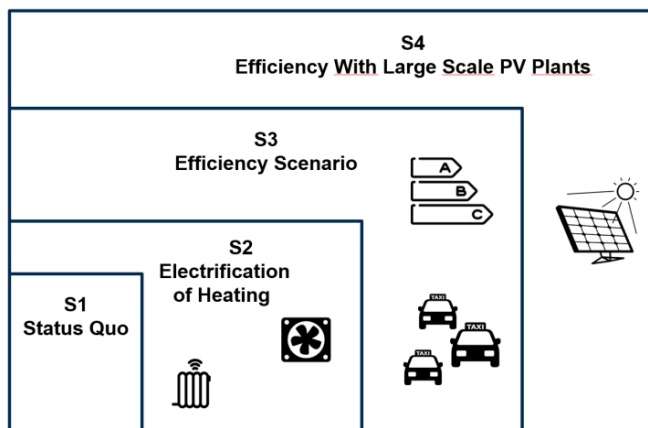 S4
Efficiency With Large Scale PV Plants
S3
Efficiency Scenario
A
B
C
S2
Electrification
of Heating
S1
Status Quo
TAXI
TAXI
TAXI